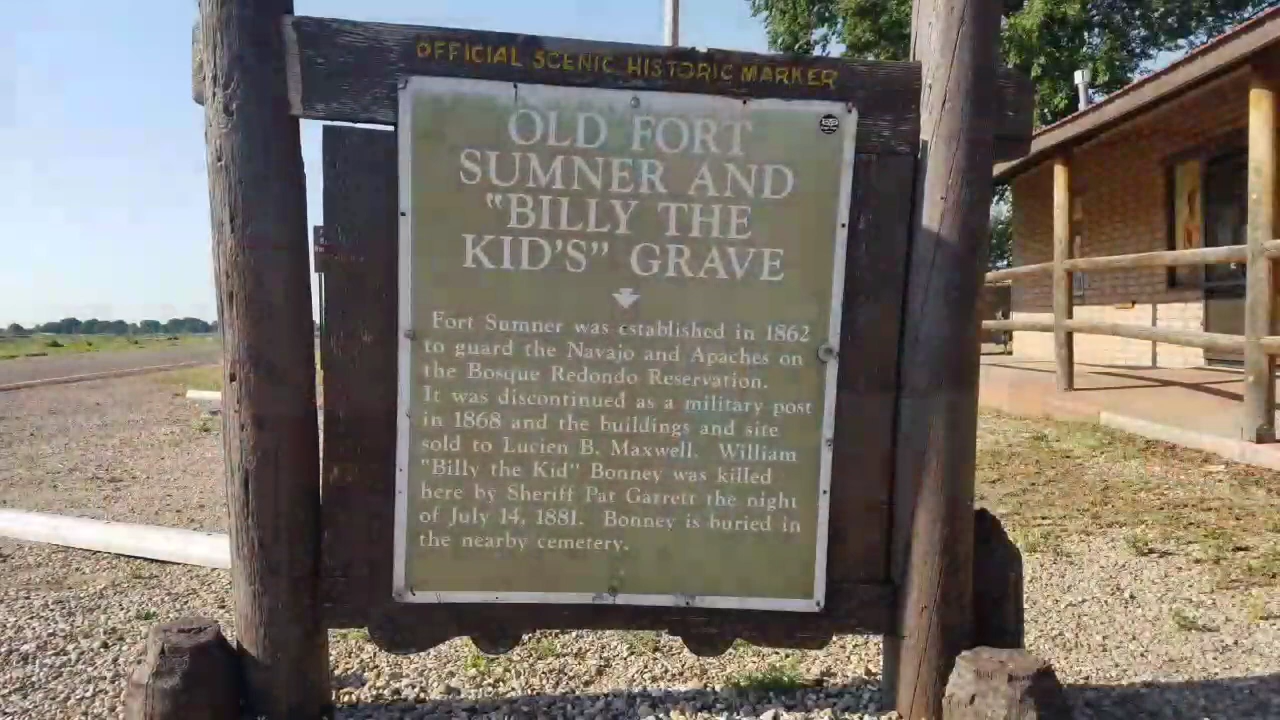 OFFICIAL SCENIC HISTORIC MARKER
OLD FORT
SUMNER AND
"BILLY THE
KID'S" GRAVE
Fort Sumner was established in 1862
to guard the Navajo and Apaches on
the Bosque Redondo Reservation.
It was discontinued as a military post
in 1868 and the buildings and site
sold to Lucien B. Maxwell. William
"Billy the Kid" Bonney was killed
here by Sheriff Pat Garrett the night
of July 14, 1881. Bonney is buried in
the nearby cemetery.